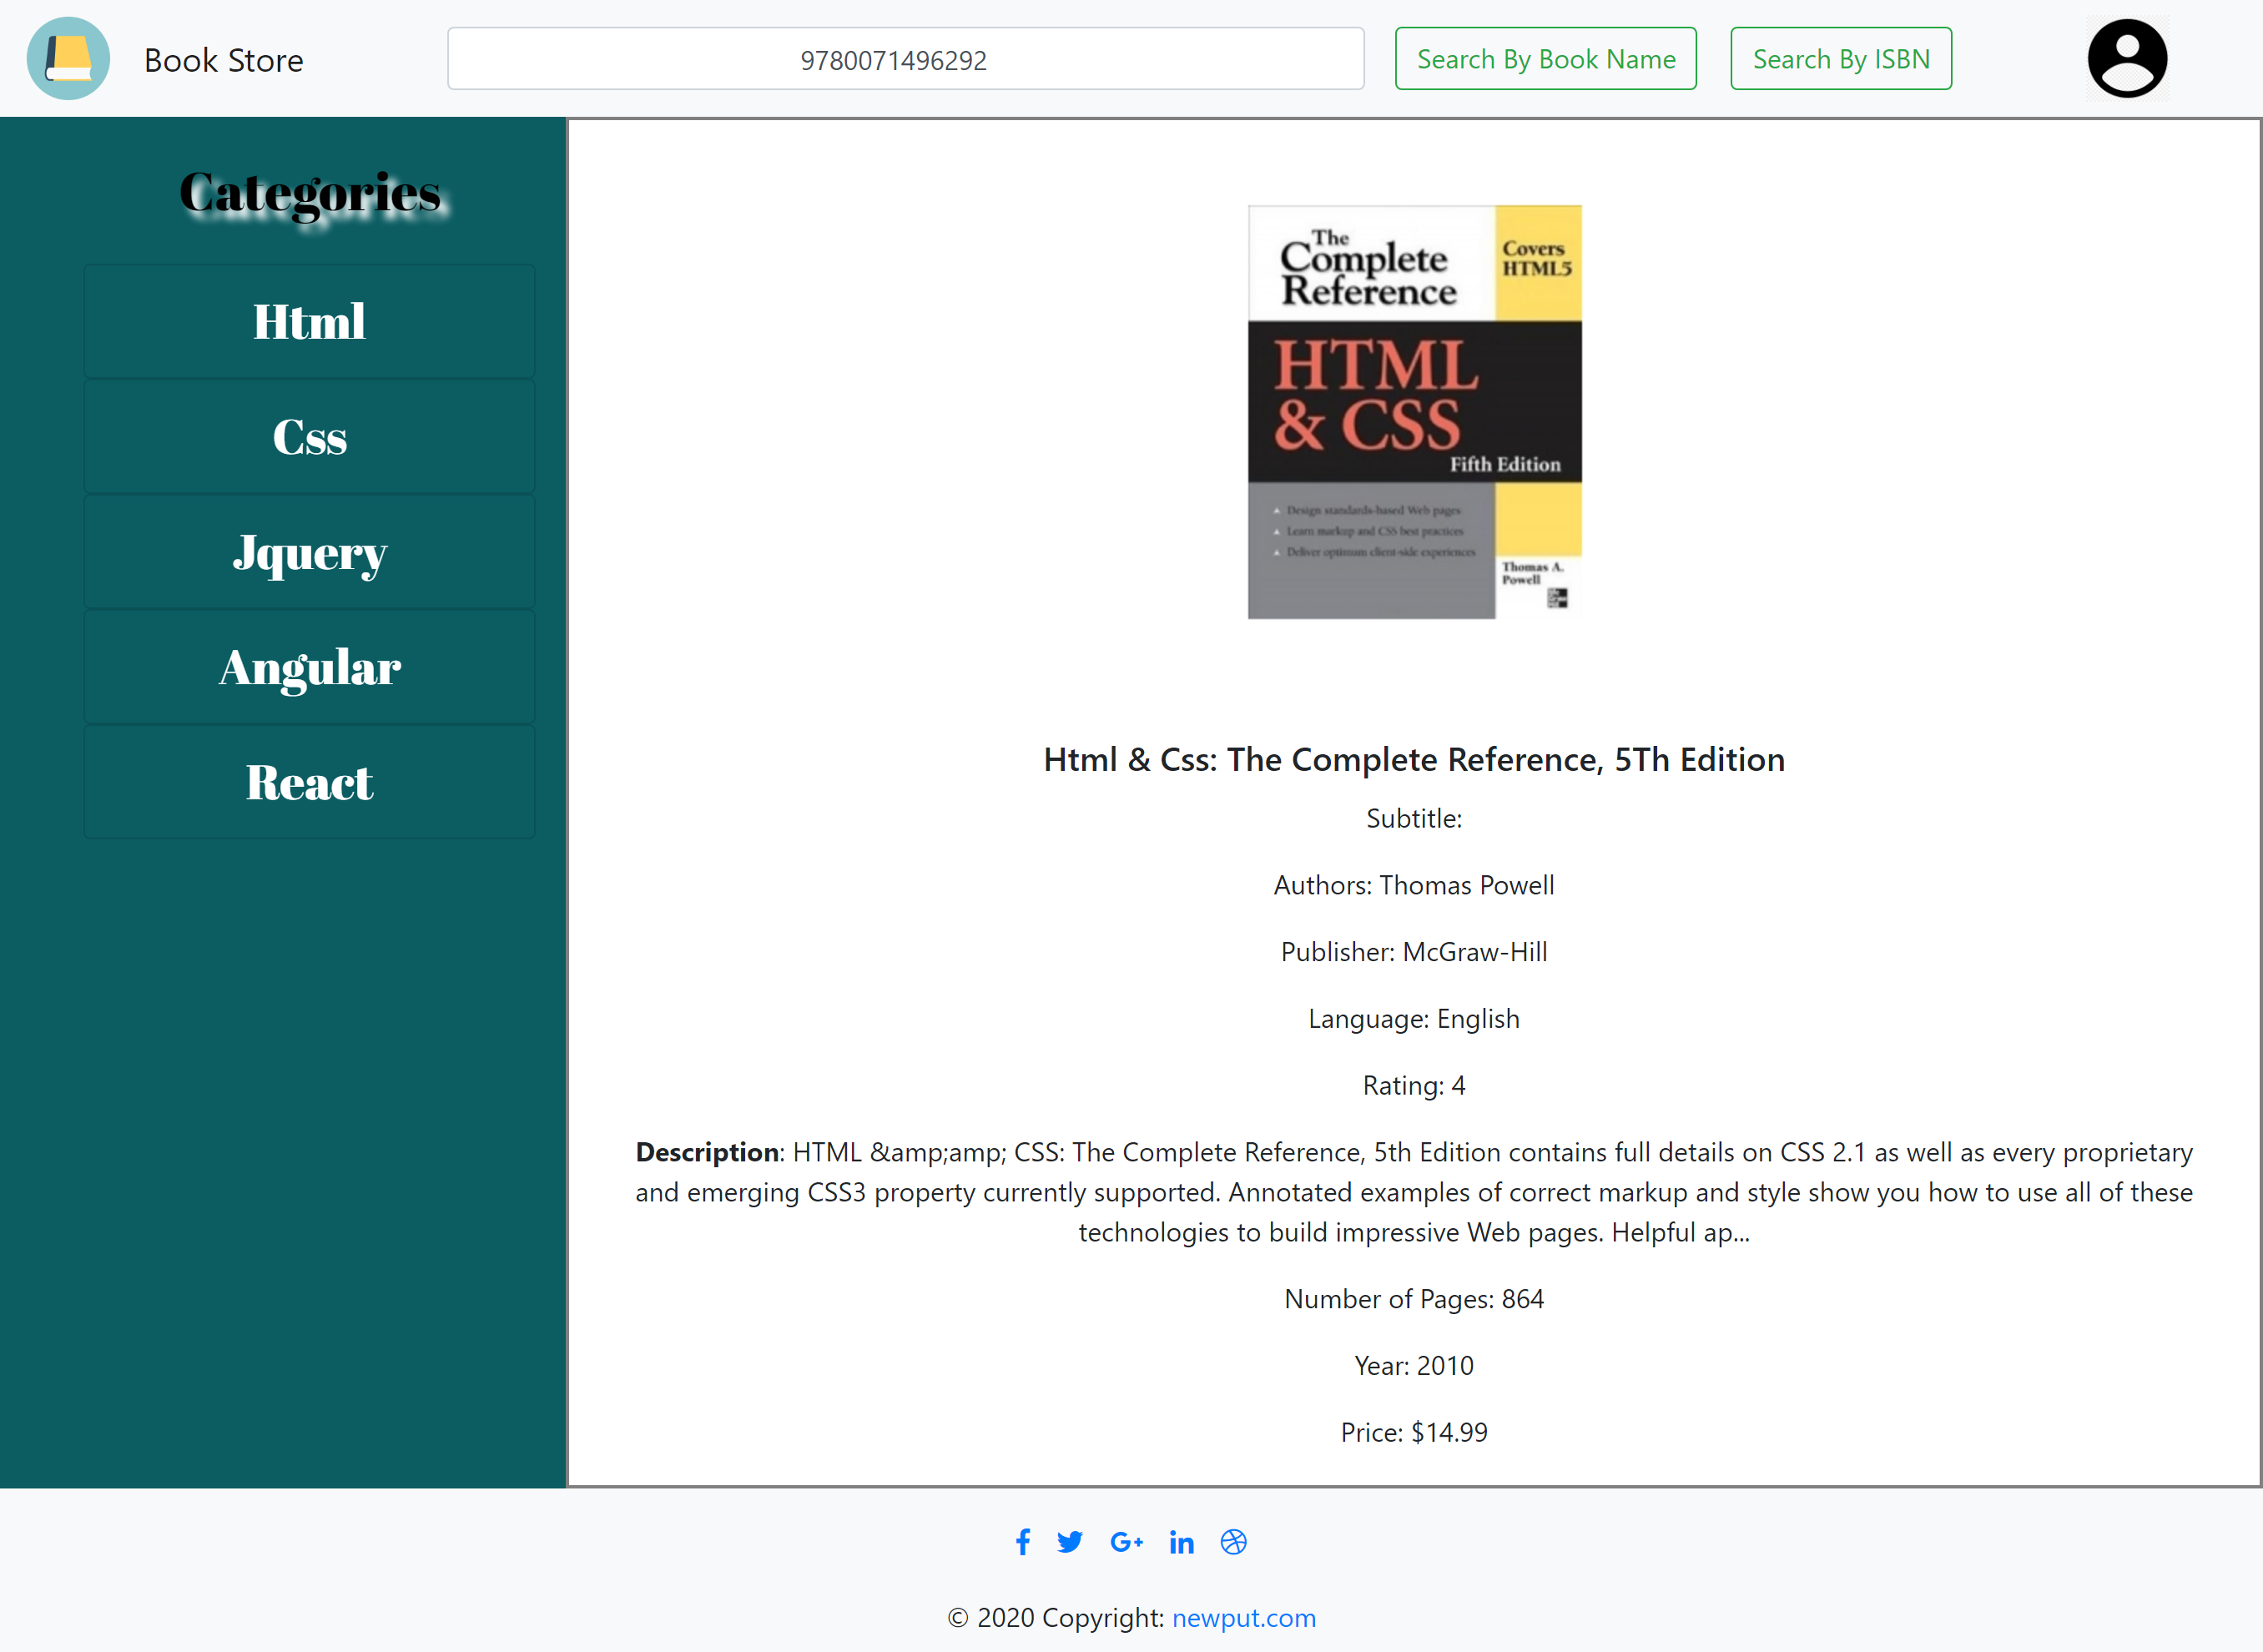 Book Store
9780071496292
Search By Book Name
Search By ISBN
Categories
Html
Css
Jquery
Angular
React
The
Complete
Reference
Covers
HTML5
HTML
& CSS
Fifth Edition
Design standards-based Web pages
Learn markup and CSS best practices
Deliver optimum client-side experiences
Thomas A.
Powell
Html & Css: The Complete Reference, 5Th Edition
Subtitle:
Authors: Thomas Powell
Publisher: McGraw-Hill
Language: English
Rating: 4
Description: HTML &amp;amp; CSS: The Complete Reference, 5th Edition contains full details on CSS 2.1 as well as every proprietary
and emerging CSS3 property currently supported. Annotated examples of correct markup and style show you how to use all of these
technologies to build impressive Web pages. Helpful ap...
Number of Pages: 864
Year: 2010
Price: $14.99
© 2020 Copyright: newput.com